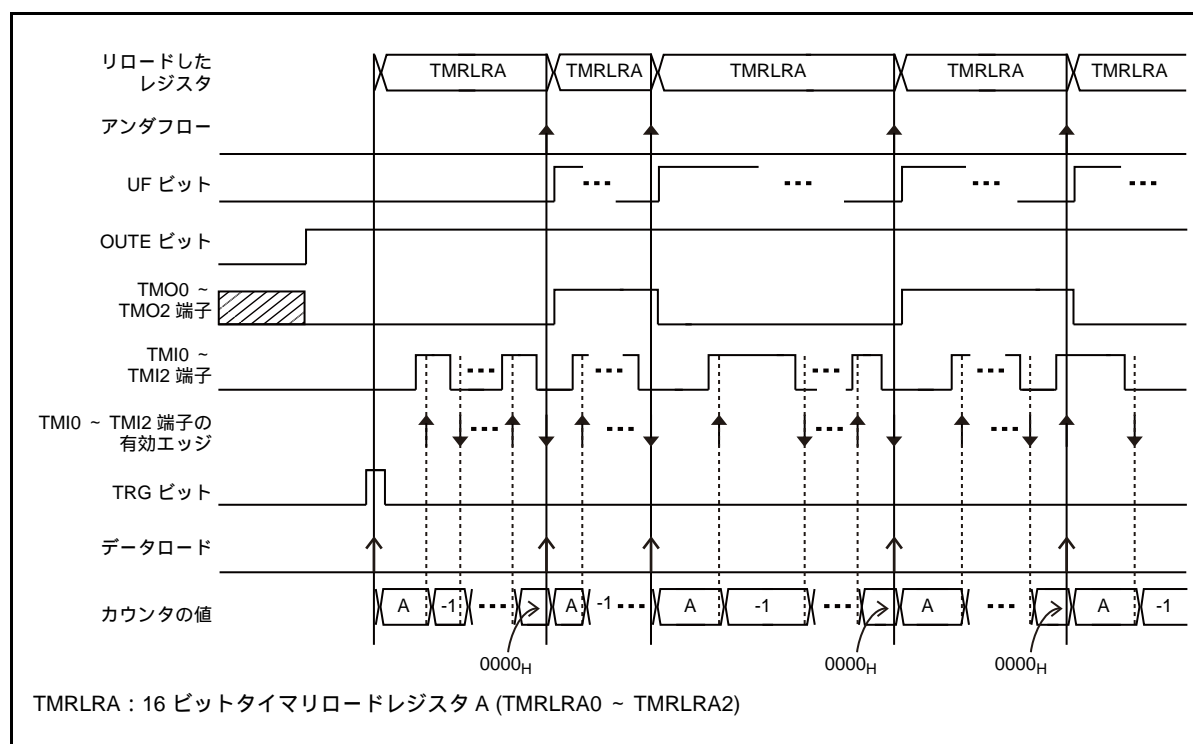 リロードした
レジスタ
TMRLRA TMRLRA TMRLRA TMRLRA TMRLRA
アンダフロー
UF ビット
OUTE ビット
TMO0 ~
TMO2 端子
TMI0 ~
TMI2 端子
TMI0 ~ TMI2 端子の
有効エッジ
TRG ビット
データロード
カウンタの値
A -1 A -1 A -1 A A -1
0000H 0000H 0000H
TMRLRA : 16 ビットタイマリロードレジスタ A (TMRLRA0 ~ TMRLRA2)